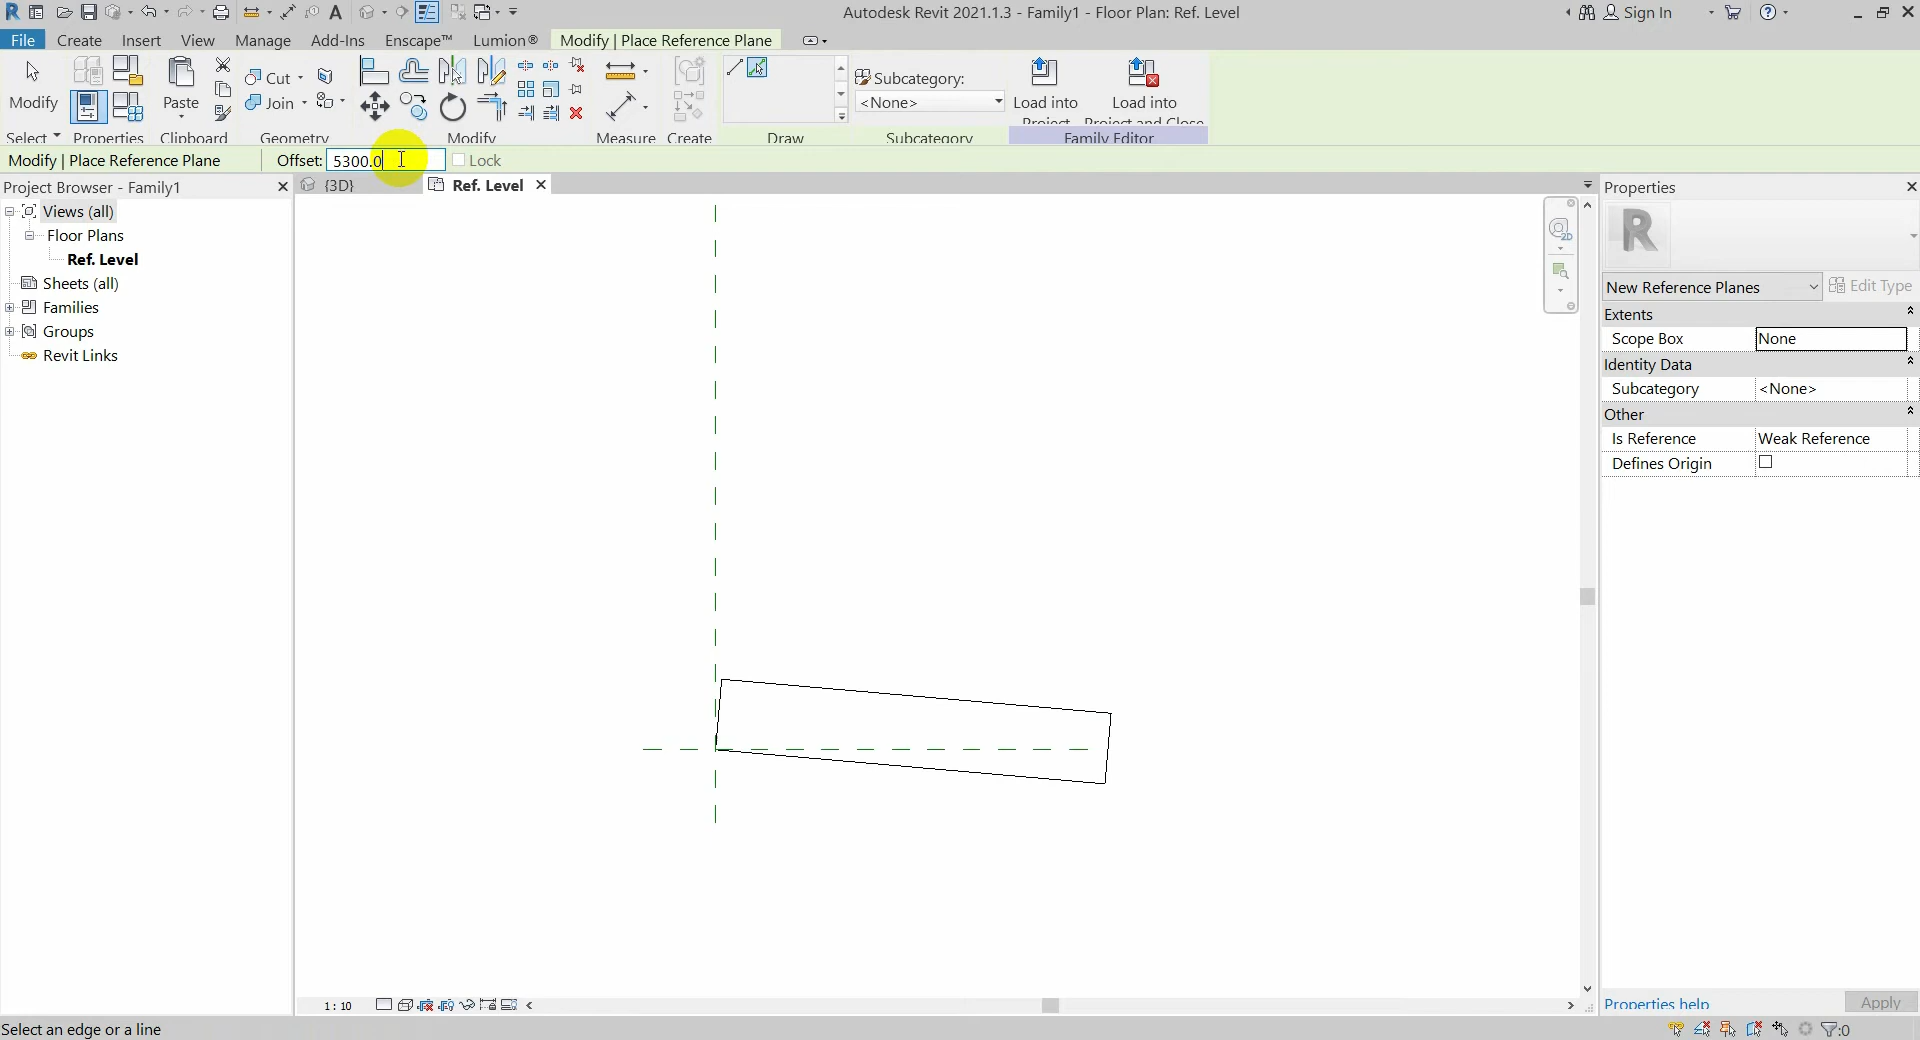 Autodesk Revit 2021.1.3 - Family1 - Floor Plan: Ref. Level
Sign In
File Create Insert View Manage Add-Ins Enscape™ Lumion® Modify | Place Reference Plane
Modify
Paste
Cut
Join
Subcategory:
<None>
Load into
Project
Load into
Project and Close
Select Properties Clipboard Geometry Modify Measure Create Draw Subcategory Family Editor
Modify | Place Reference Plane Offset: 5300.0 Lock
Project Browser - Family1
{3D} Ref. Level
Properties
Views (all)
Floor Plans
Ref. Level
Sheets (all)
Families
Groups
Revit Links
2D
R
New Reference Planes Edit Type
Extents
Scope Box None
Identity Data
Subcategory <None>
Other
Is Reference Weak Reference
Defines Origin
1 : 10
Properties help Apply
Select an edge or a line
:0